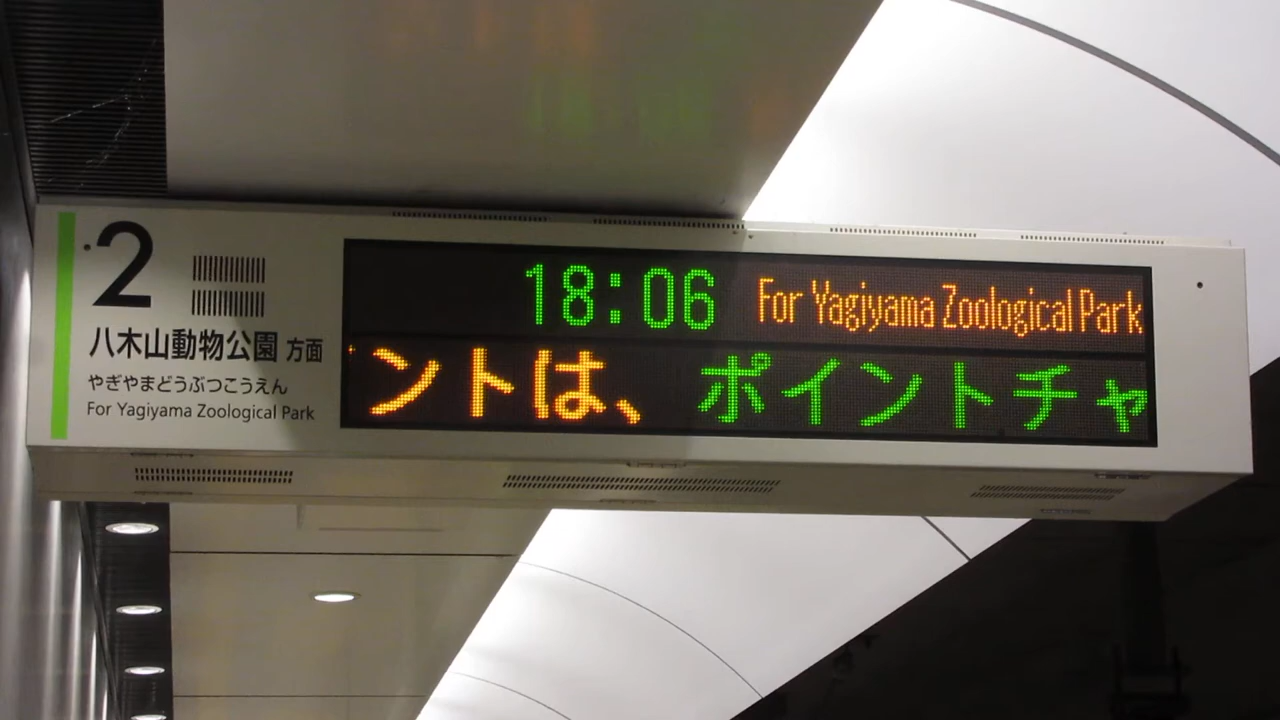 2
八木山動物公園 方面
やぎやまどうぶつこうえん
For Yagiyama Zoological Park
18:06 For Yagiyama Zoological Park
ントは、 ポイントチャ